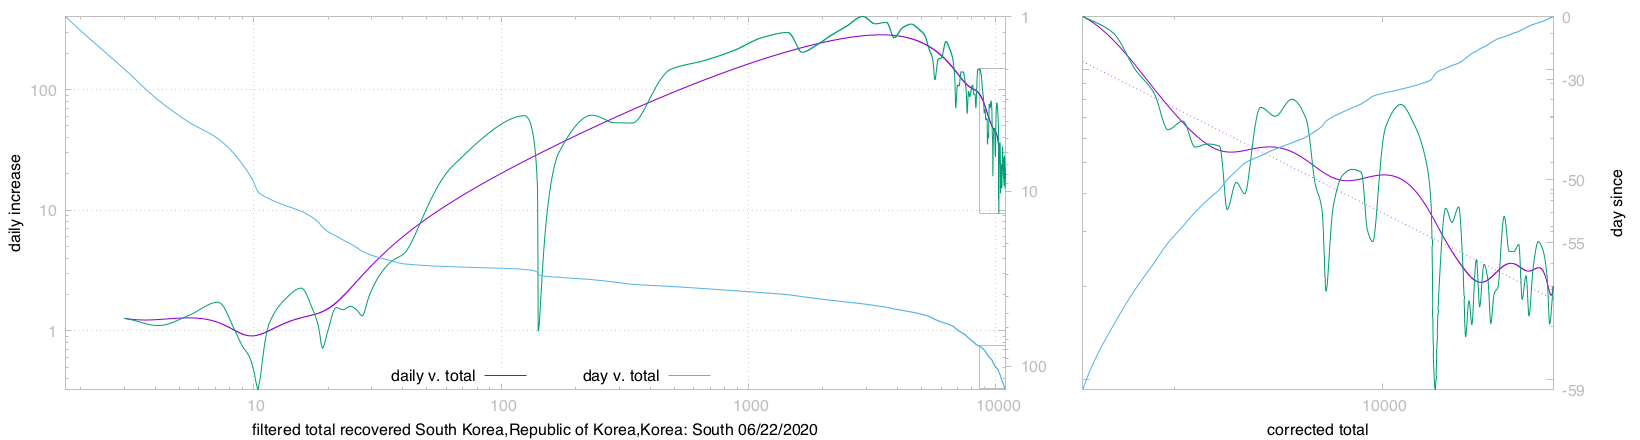 daily increase
100
10
1
10
100
1000
10000
1
10
100
daily v. total
day v. total
filtered total recovered South Korea,Republic of Korea,Korea: South 06/22/2020
0
-30
-50
-55
-59
day since
10000
corrected total